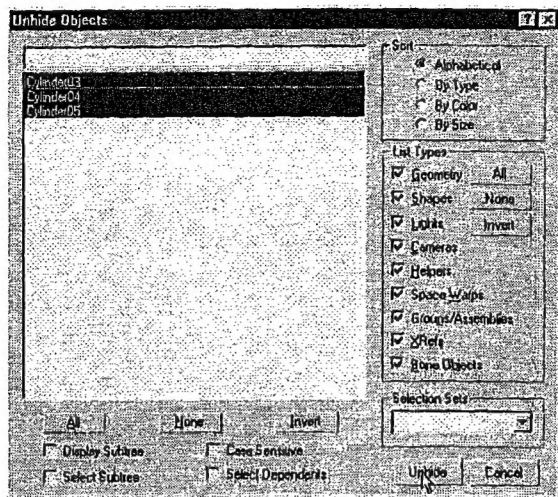 Unhide Objects
Cylinder03
Cylinder04
Cylinder05
All
None
Invert
Display Subtree
Case Sensitive
Select Subtree
Select Dependents
Sort
Alphabetical
By Type
By Color
By Size
List Types
Geometry
All
Shapes
None
Lights
Invert
Cameras
Helpers
Space Warps
Groups/Assemblies
XRefs
Bone Objects
Selection Sets
Unhide
Cancel